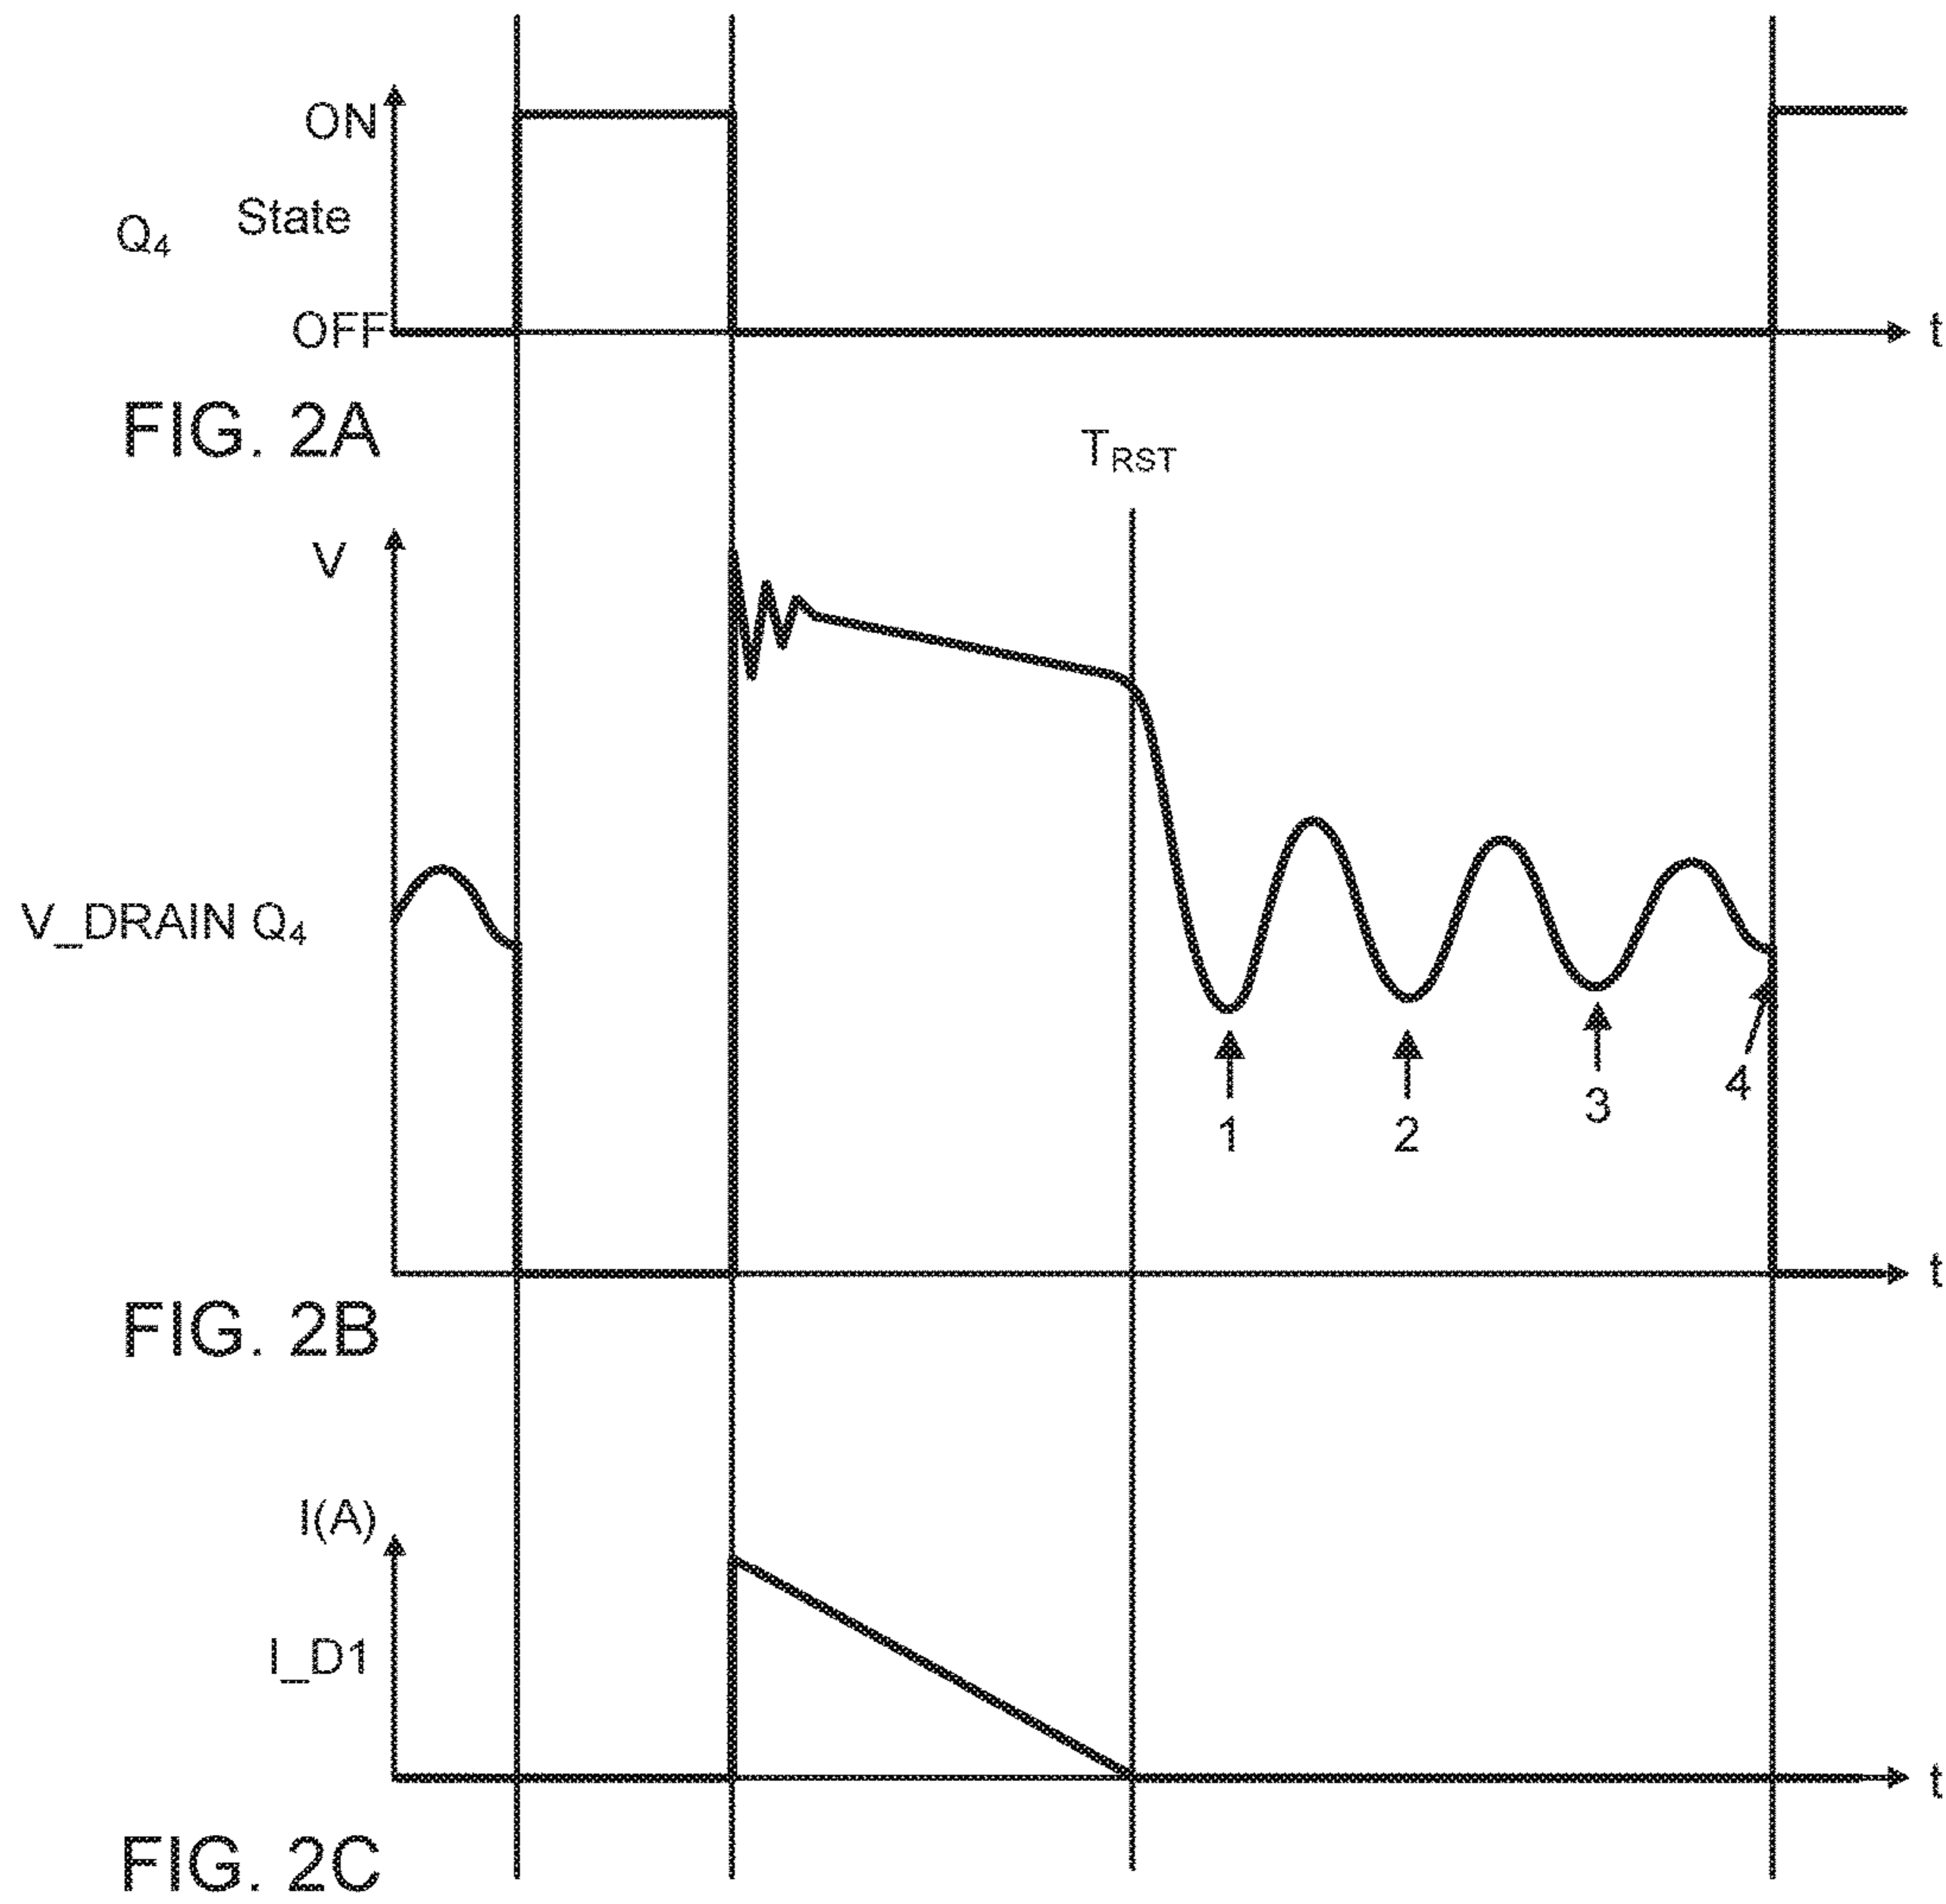 ON
State
Q4
OFF
t
FIG. 2A
TRST
V
V_DRAIN Q4
1
2
3
4
t
FIG. 2B
I(A)
I_D1
t
FIG. 2C